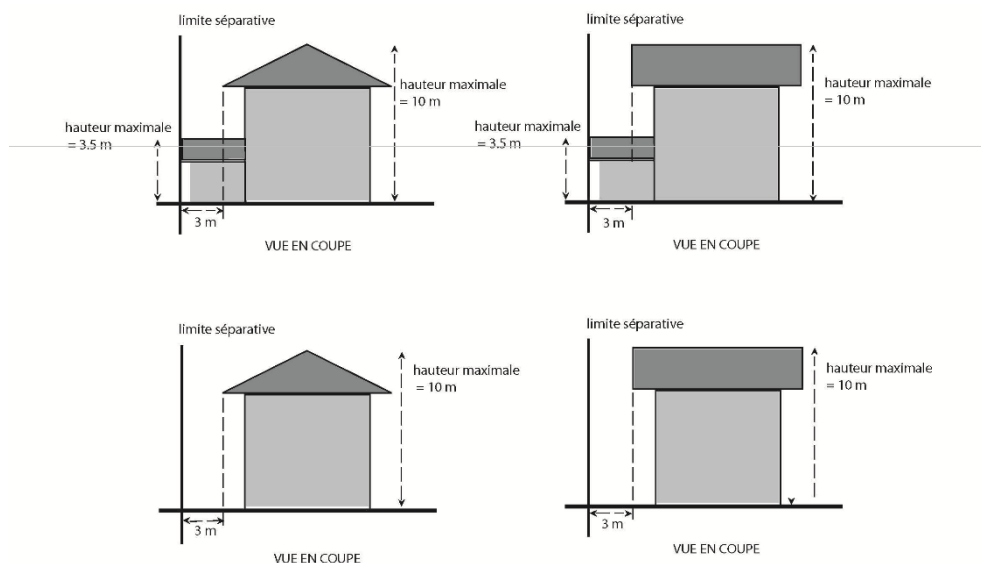 limite séparative
hauteur maximale
= 10 m
hauteur maximale
= 3.5 m
3 m
VUE EN COUPE
limite séparative
hauteur maximale
= 10 m
hauteur maximale
= 3.5 m
3 m
VUE EN COUPE
limite séparative
hauteur maximale
= 10 m
3 m
VUE EN COUPE
limite séparative
hauteur maximale
= 10 m
3 m
VUE EN COUPE